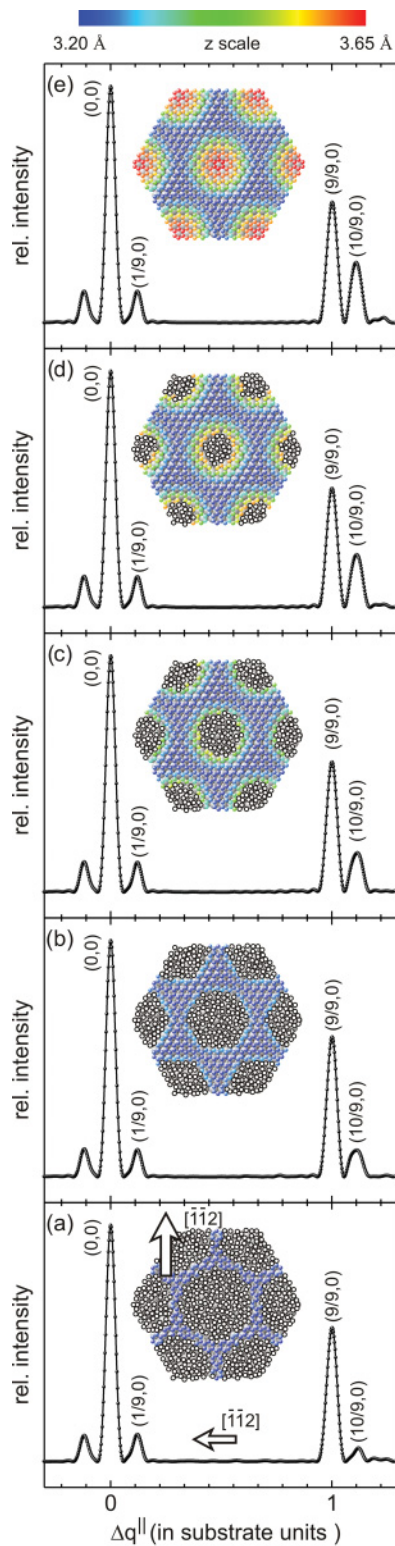 3.20 Å z scale 3.65 Å
(e)
(0,0)
(1/9,0)
(9/9,0)
(10/9,0)
rel. intensity
(d)
(0,0)
(1/9,0)
(9/9,0)
(10/9,0)
rel. intensity
(c)
(0,0)
(1/9,0)
(9/9,0)
(10/9,0)
rel. intensity
(b)
(0,0)
(1/9,0)
(9/9,0)
(10/9,0)
rel. intensity
(a)
[1̅1̅2]
(0,0)
(1/9,0)
[1̅1̅2]
(9/9,0)
(10/9,0)
rel. intensity
0 1
Δq|| (in substrate units )